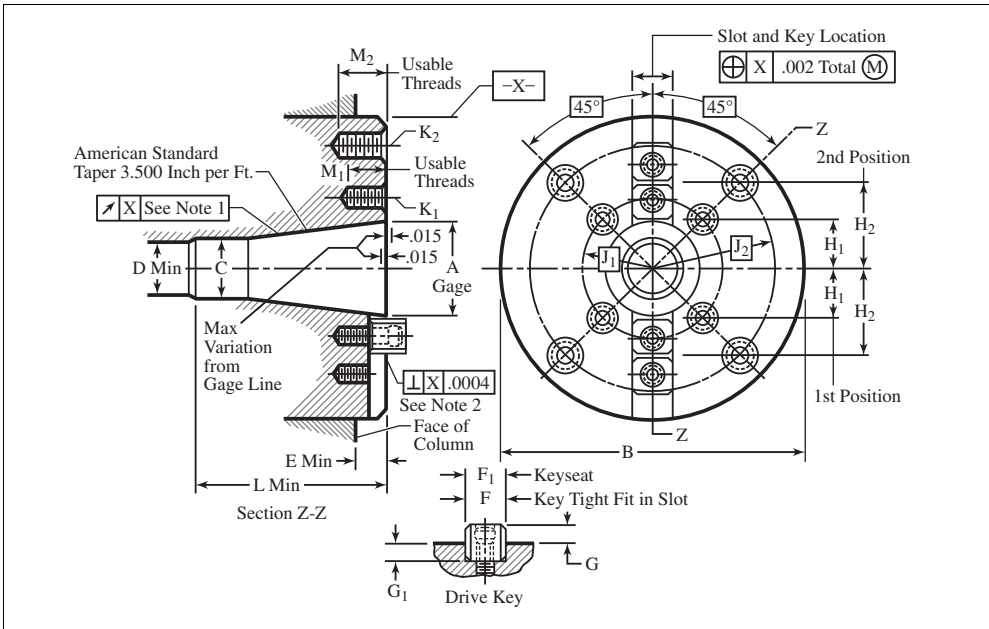 M2
Usable
Threads
-X-
K2
American Standard
Taper 3.500 Inch per Ft.
M1
Usable
Threads
↗ X See Note 1
K1
.015
.015
D Min
C
A
Gage
Max
Variation
from
Gage Line
⊥ X .0004
See Note 2
Face of
Column
E Min
L Min
Section Z-Z
Slot and Key Location
⌖ X .002 Total Ⓜ
45°
45°
Z
2nd Position
H2
H1
J1
J2
H1
H2
1st Position
Z
B
F1
Keyseat
F
Key Tight Fit in Slot
G
G1
Drive Key